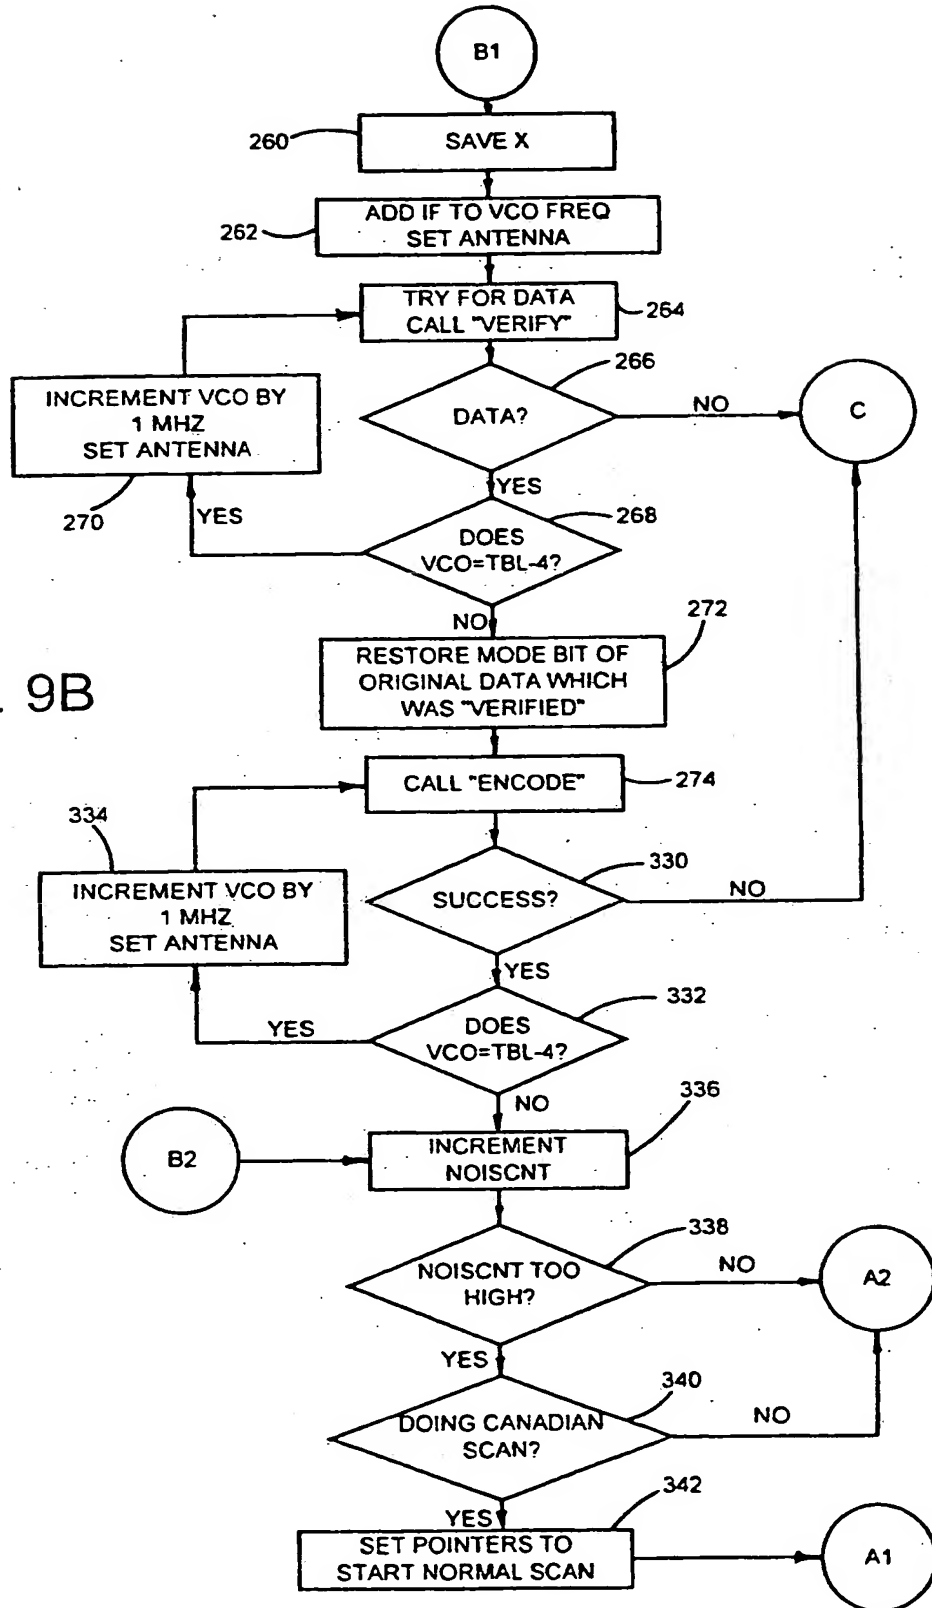 B1
260
SAVE X
262
ADD IF TO VCO FREQ
SET ANTENNA
TRY FOR DATA
CALL "VERIFY"
264
266
INCREMENT VCO BY
1 MHZ
SET ANTENNA
DATA?
NO
C
270
YES
YES
268
DOES
VCO=TBL-4?
NO
272
RESTORE MODE BIT OF
ORIGINAL DATA WHICH
WAS "VERIFIED"
. 9B
CALL "ENCODE"
274
334
330
INCREMENT VCO BY
1 MHZ
SET ANTENNA
SUCCESS?
NO
YES
332
YES
DOES
VCO=TBL-4?
NO
336
B2
INCREMENT
NOISCNT
338
NOISCNT TOO
HIGH?
NO
A2
YES
340
DOING CANADIAN
SCAN?
NO
YES
342
SET POINTERS TO
START NORMAL SCAN
A1